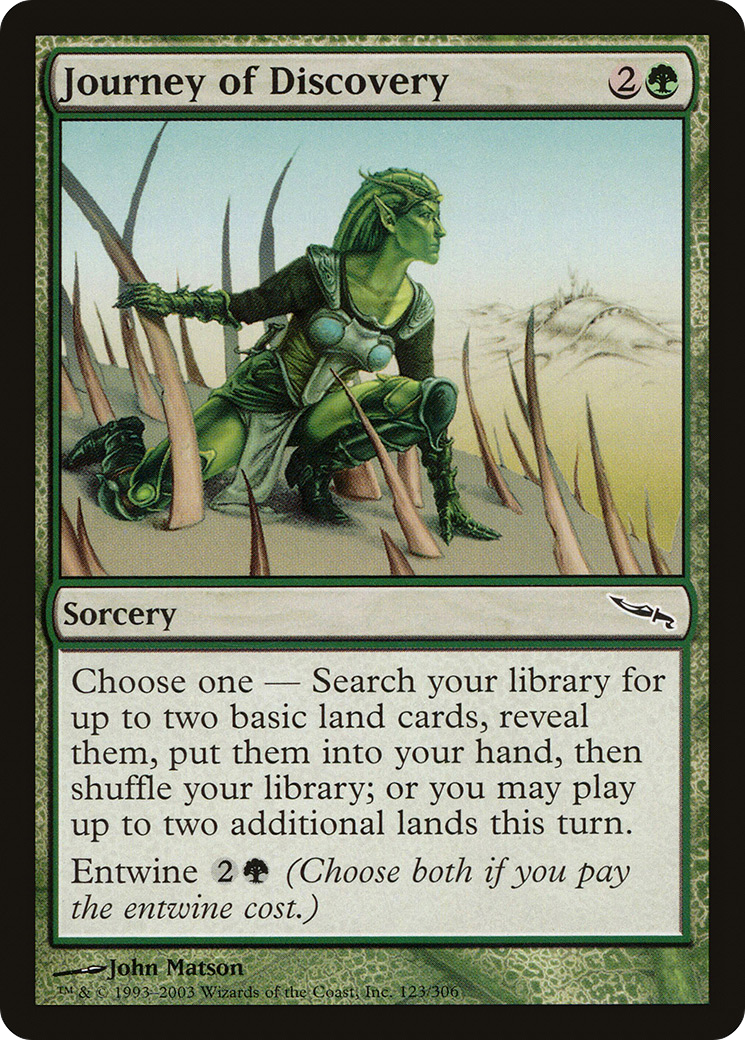 Journey of Discovery 2
Sorcery
Choose one — Search your library for
up to two basic land cards, reveal
them, put them into your hand, then
shuffle your library; or you may play
up to two additional lands this turn.
Entwine 2 (Choose both if you pay
the entwine cost.)
John Matson
™ & © 1993–2003 Wizards of the Coast, Inc. 123/306